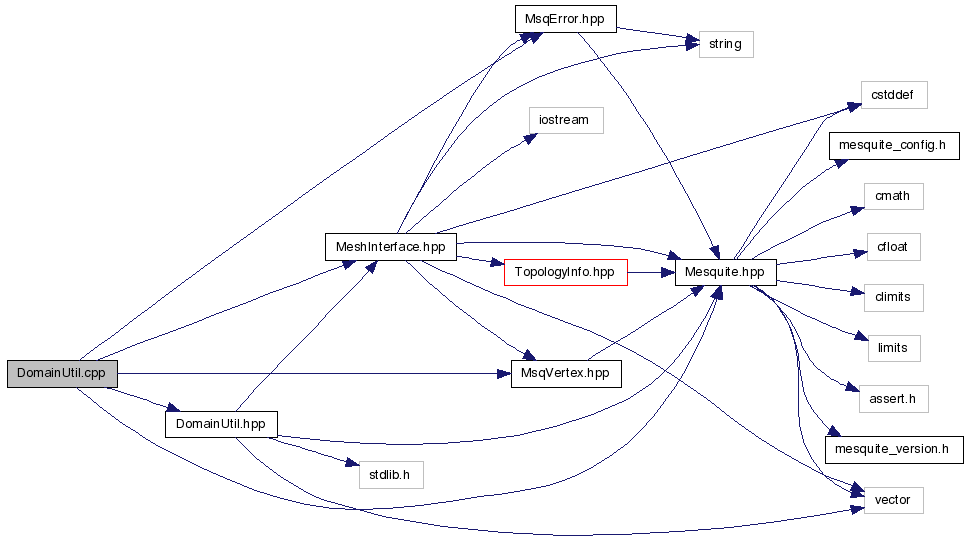 MsqError.hpp
string
cstddef
iostream
mesquite_config.h
cmath
MeshInterface.hpp
cfloat
TopologyInfo.hpp
Mesquite.hpp
climits
limits
DomainUtil.cpp
MsqVertex.hpp
assert.h
DomainUtil.hpp
mesquite_version.h
stdlib.h
vector